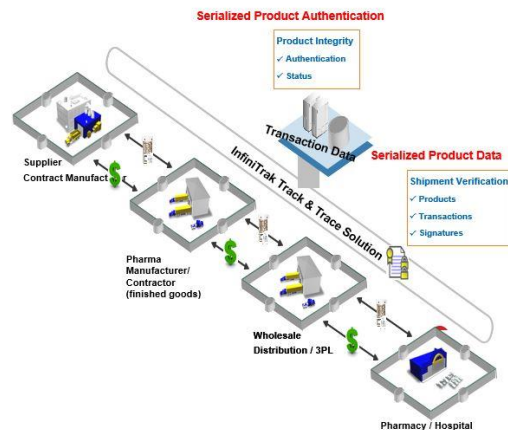 Serialized Product Authentication
Product Integrity
✓ Authentication
✓ Status
Transaction Data
Serialized Product Data
InfiniTrak Track & Trace Solution
Shipment Verification
✓ Products
✓ Transactions
✓ Signatures
Supplier
Contract Manufact r
$
Pharma
Manufacturer/
Contractor
(finished goods)
$
Wholesale
Distribution / 3PL
$
Pharmacy / Hospital